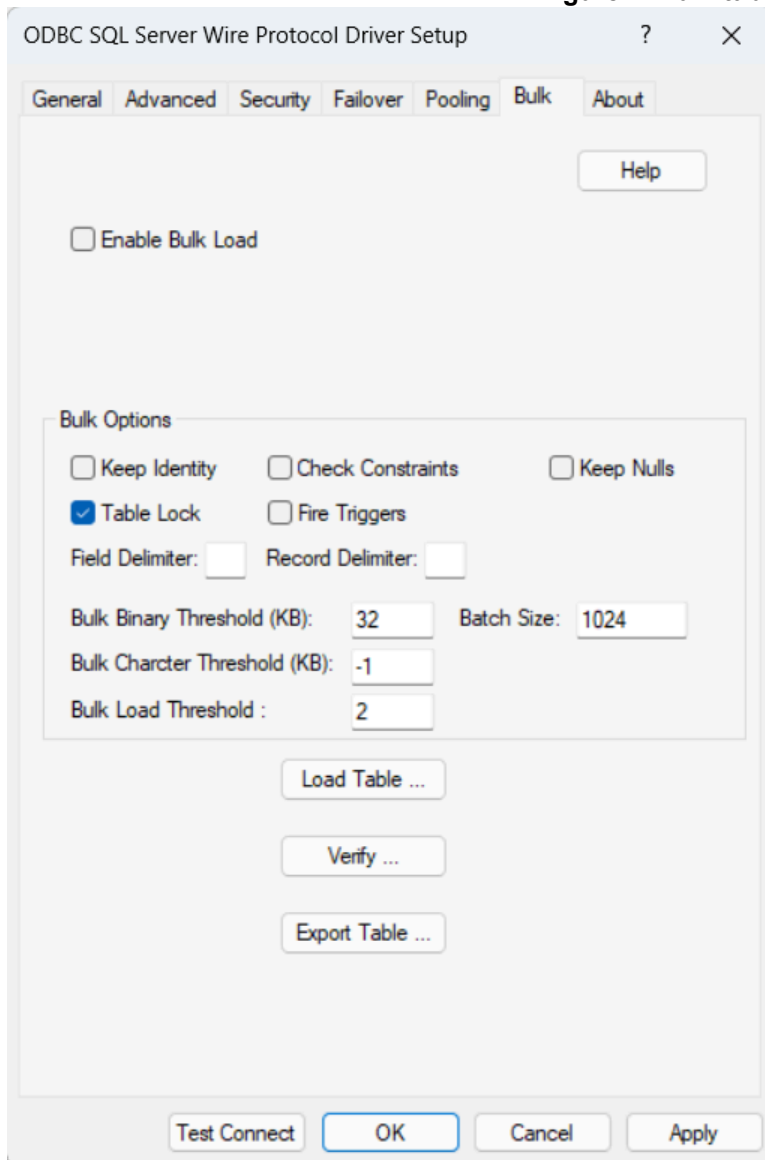 ODBC SQL Server Wire Protocol Driver Setup ? ×
General Advanced Security Failover Pooling Bulk About
Help
Enable Bulk Load
Bulk Options
Keep Identity Check Constraints Keep Nulls
Table Lock Fire Triggers
Field Delimiter: Record Delimiter:
Bulk Binary Threshold (KB): 32 Batch Size: 1024
Bulk Charcter Threshold (KB): -1
Bulk Load Threshold : 2
Load Table ...
Verify ...
Export Table ...
Test Connect OK Cancel Apply